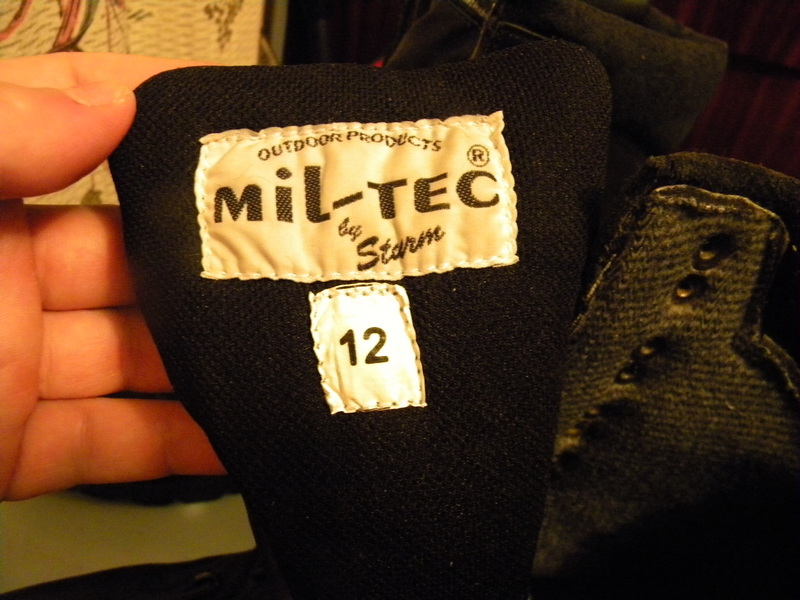 OUTDOOR PRODUCTS
MiL-TEC®
by
Sturm
12